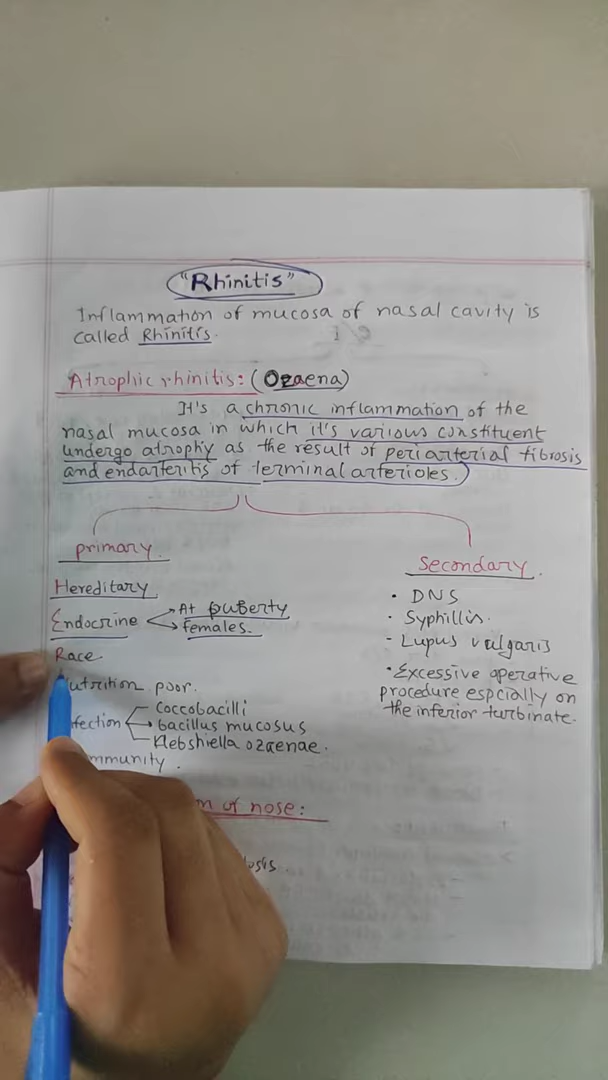 "Rhinitis"
Inflammation of mucosa of nasal cavity is
called Rhinitis.
Atrophic rhinitis: (Ozaena)
It's a chronic inflammation of the
nasal mucosa in which it's various constituent
undergo atrophy as the result of periarterial fibrosis
and endarteritis of terminal arterioles.
primary.
Hereditary
Endocrine
At puberty
females.
Race
utrition poor.
fection
Coccobacilli
bacillus mucosus
Klebshiella ozaenae.
mmunity.
secondary.
• DNS
• Syphillis.
- Lupus vulgaris
• Excessive operative
procedure espcially on
the inferior turbinate.
of nose: